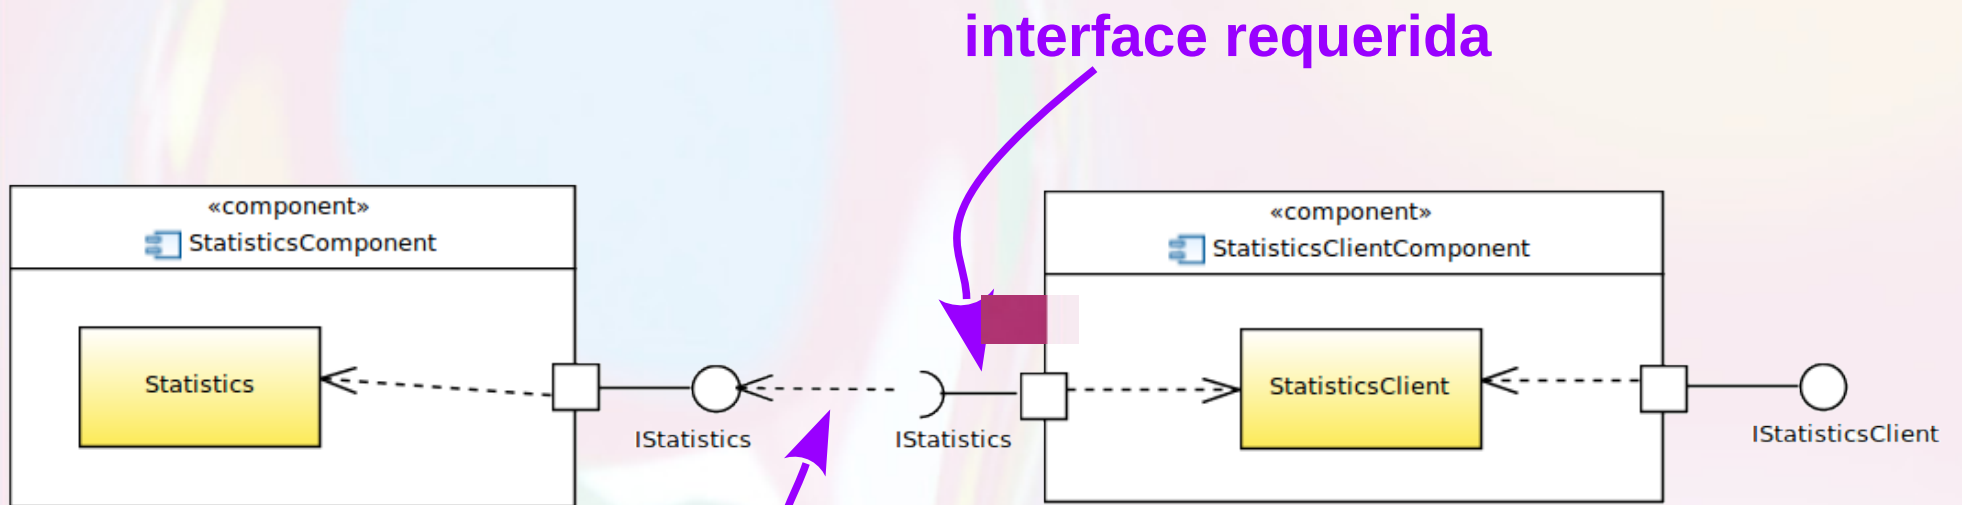 interface requerida
«component»
StatisticsComponent
«component»
StatisticsClientComponent
Statistics
StatisticsClient
IStatistics
IStatistics
IStatisticsClient